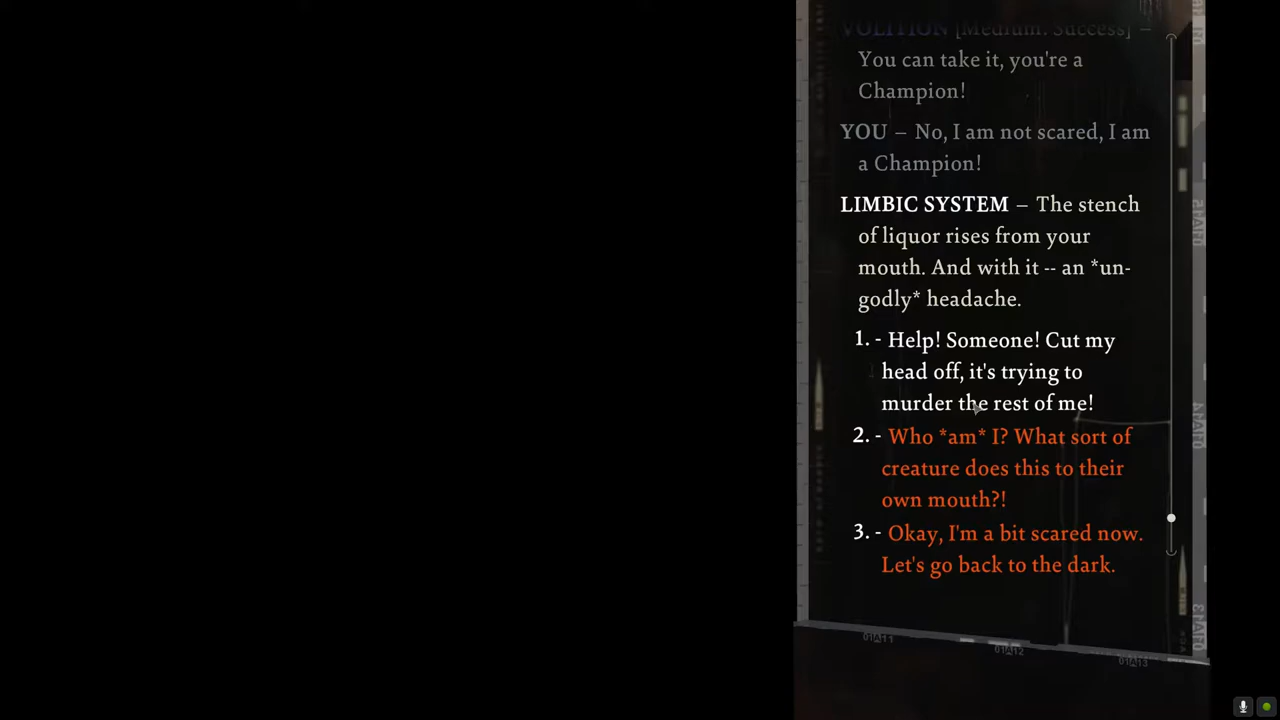 VOLITION [Medium: Success] –
You can take it, you're a
Champion!
YOU – No, I am not scared, I am
a Champion!
LIMBIC SYSTEM – The stench
of liquor rises from your
mouth. And with it -- an *un-
godly* headache.
1. - Help! Someone! Cut my
head off, it's trying to
murder the rest of me!
2. - Who *am* I? What sort of
creature does this to their
own mouth?!
3. - Okay, I'm a bit scared now.
Let's go back to the dark.